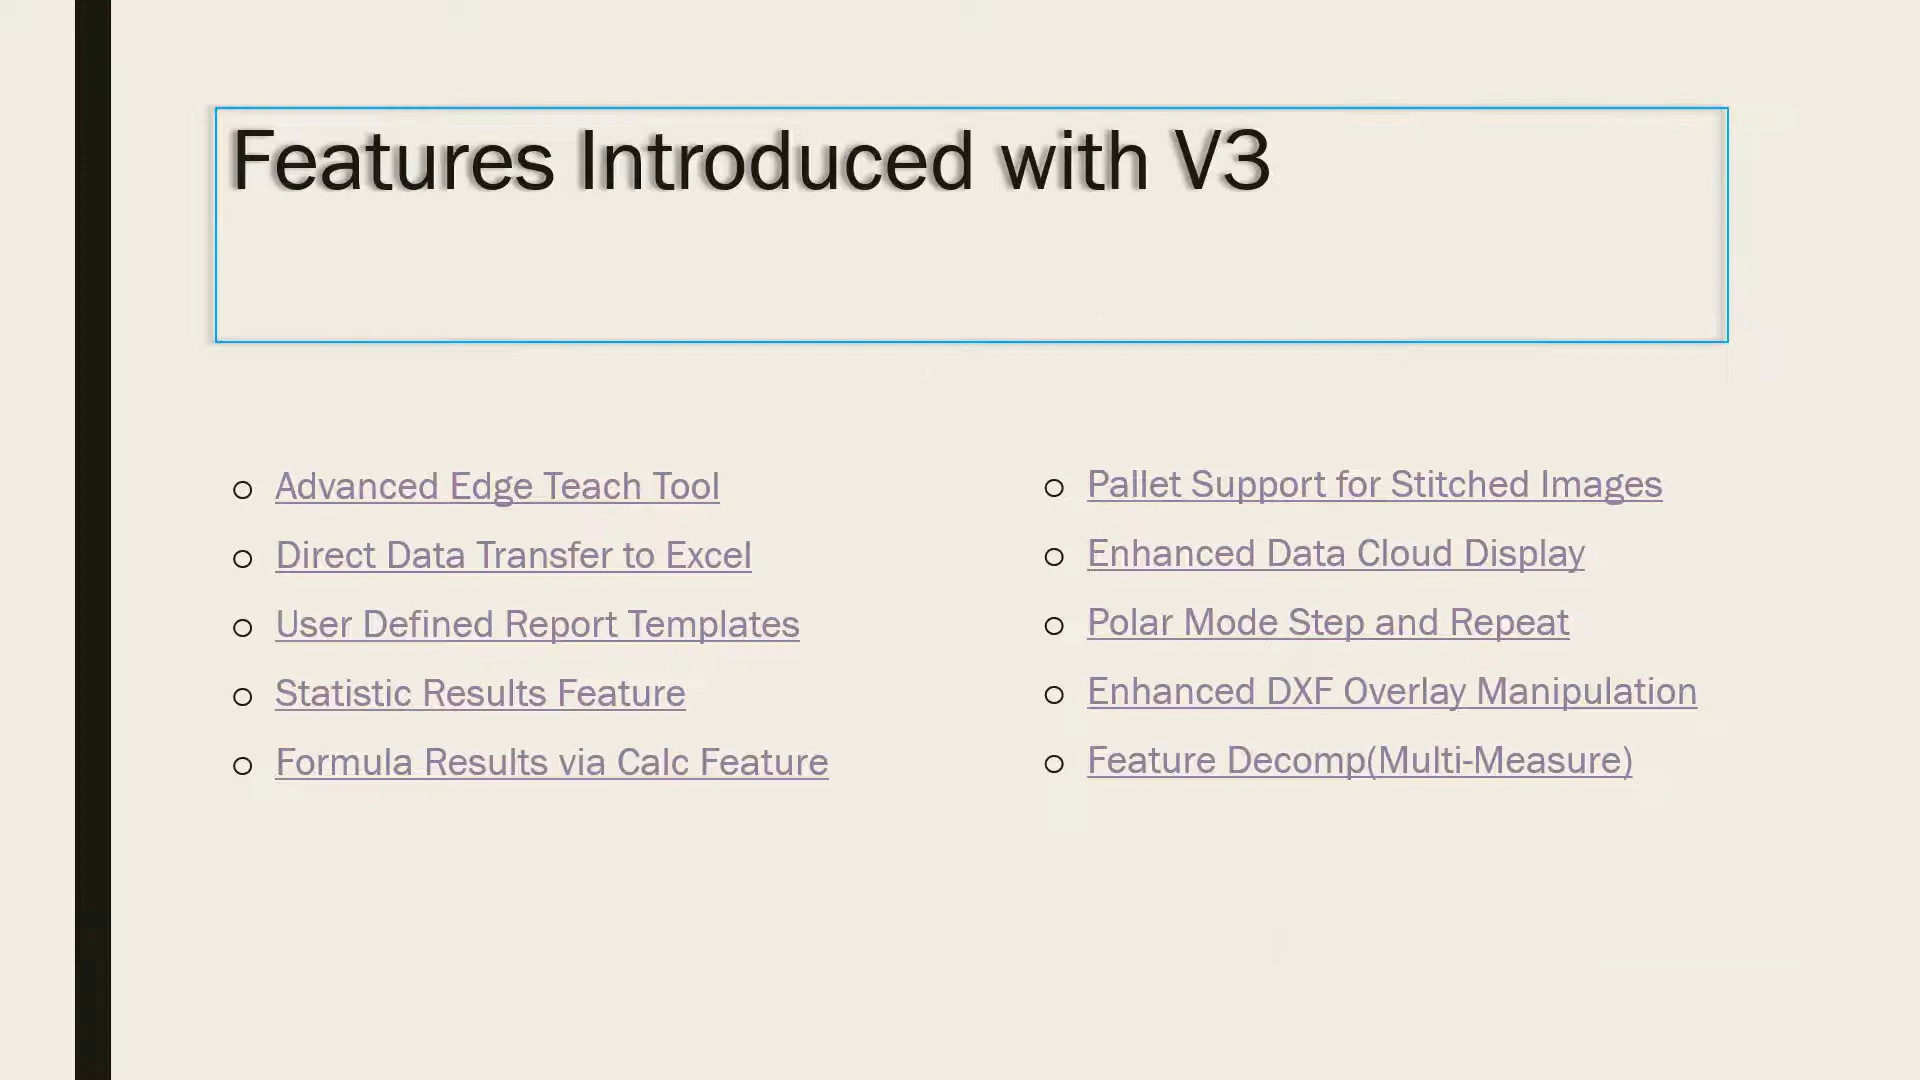 Features Introduced with V3
Advanced Edge Teach Tool
Direct Data Transfer to Excel
User Defined Report Templates
Statistic Results Feature
Formula Results via Calc Feature
Pallet Support for Stitched Images
Enhanced Data Cloud Display
Polar Mode Step and Repeat
Enhanced DXF Overlay Manipulation
Feature Decomp(Multi-Measure)